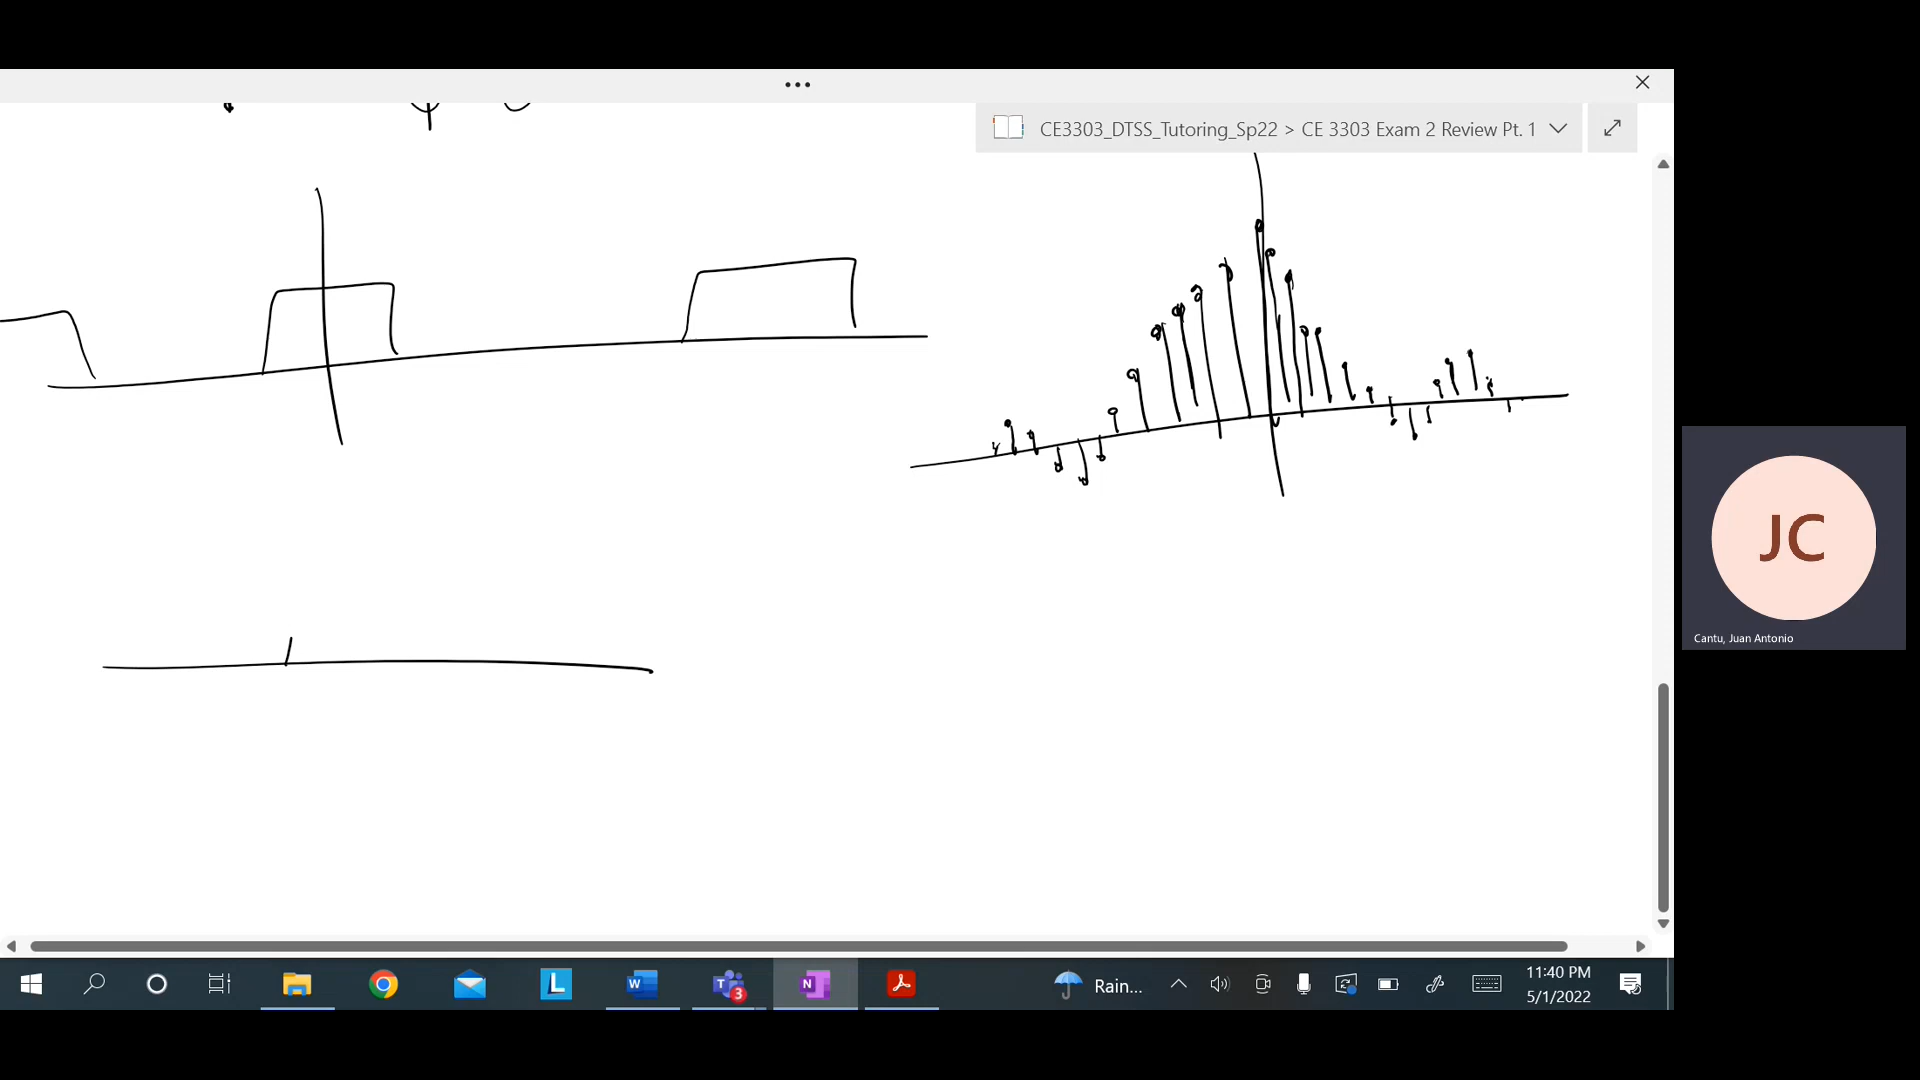 CE3303_DTSS_Tutoring_Sp22 > CE 3303 Exam 2 Review Pt. 1
JC
Cantu, Juan Antonio
L
W
T
3
N
Rain...
11:40 PM
5/1/2022